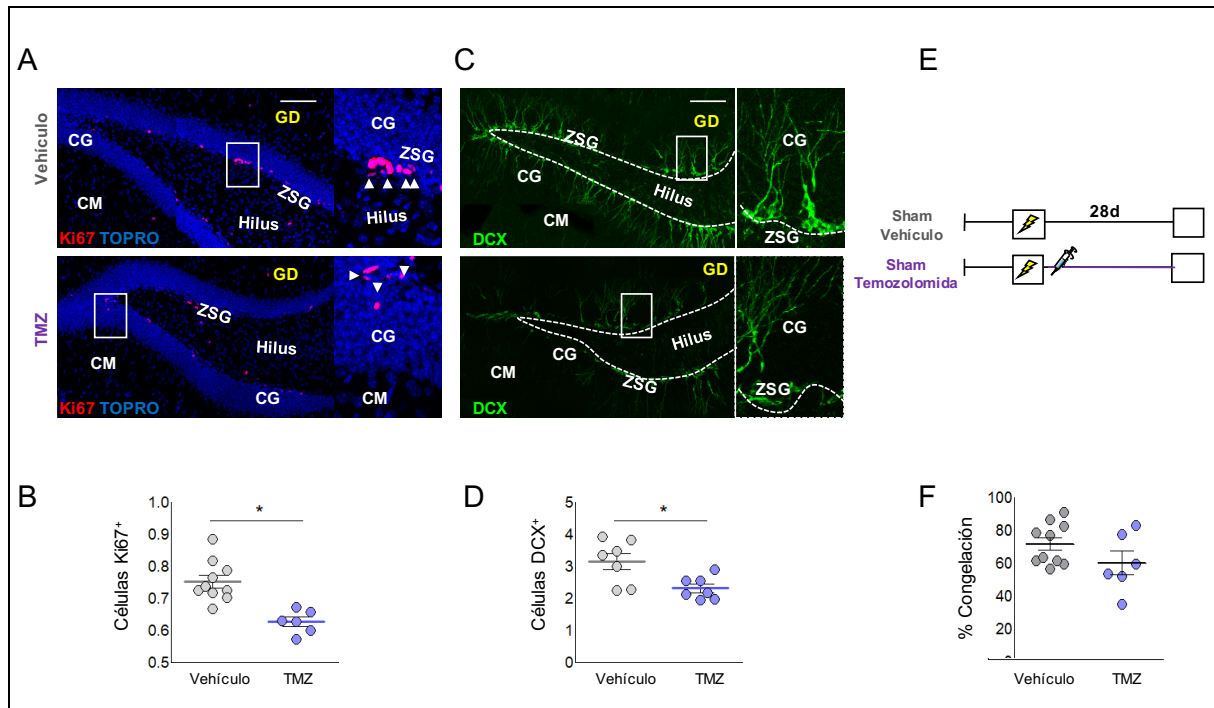 A
Vehículo
GD
CG
CM
ZSG
Hilus
Ki67 TOPRO
CG
ZSG
Hilus
TMZ
GD
ZSG
Hilus
CM
CG
Ki67 TOPRO
CG
CM
C
GD
ZSG
CG
Hilus
CM
DCX
CG
ZSG
GD
Hilus
CG
CM
ZSG
DCX
CG
ZSG
E
Sham
Vehículo
28d
Sham
Temozolomida
B
Células Ki67⁺
1.0
0.9
0.8
0.7
0.6
0.5
*
Vehículo
TMZ
D
Células DCX⁺
5
4
3
2
1
0
*
Vehículo
TMZ
F
% Congelación
100
80
60
40
20
0
Vehículo
TMZ